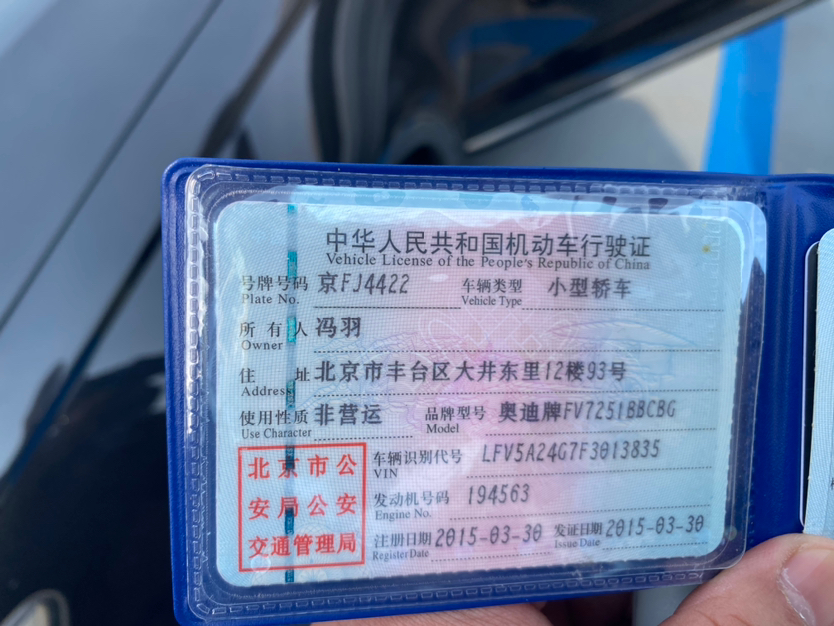 中华人民共和国机动车行驶证
Vehicle License of the People's Republic of China
号牌号码 京FJ4422 车辆类型 小型轿车
Plate No. Vehicle Type
所有人 冯羽
Owner
住址 北京市丰台区大井东里12楼93号
Address
使用性质 非营运 品牌型号 奥迪牌FV7251BBCBG
Use Character Model
北京市公
安局公安
交通管理局
车辆识别代号 LFV5A24G7F3013835
VIN
发动机号码 194563
Engine No.
注册日期 2015-03-30 发证日期 2015-03-30
Register Date Issue Date